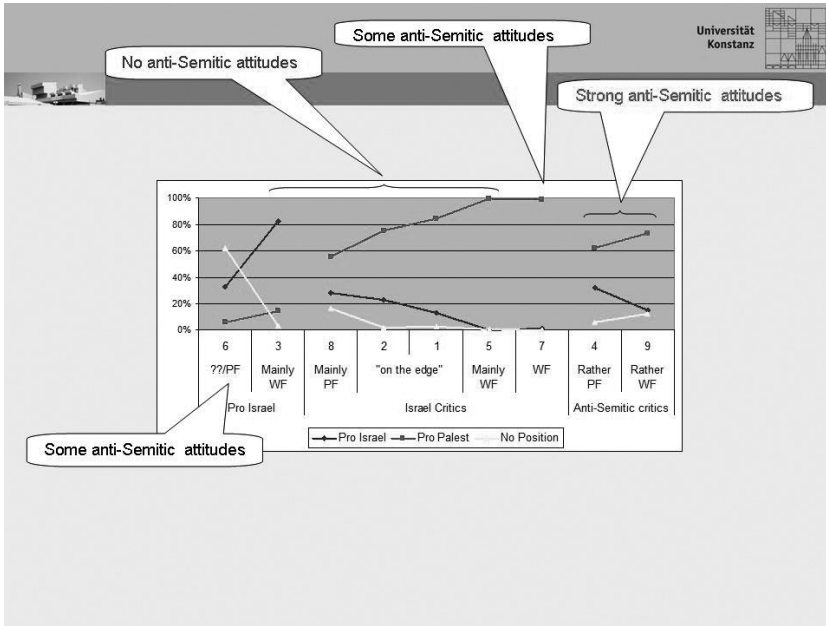 Some anti-Semitic attitudes
Universität
Konstanz
No anti-Semitic attitudes
Strong anti-Semitic attitudes
100%
80%
60%
40%
20%
0%
6 3 8 2 1 5 7 4 9
??/PF Mainly WF Mainly PF "on the edge" Mainly WF WF Rather PF Rather WF
Pro Israel Israel Critics Anti-Semitic critics
Some anti-Semitic attitudes
Pro Israel Pro Palest No Position